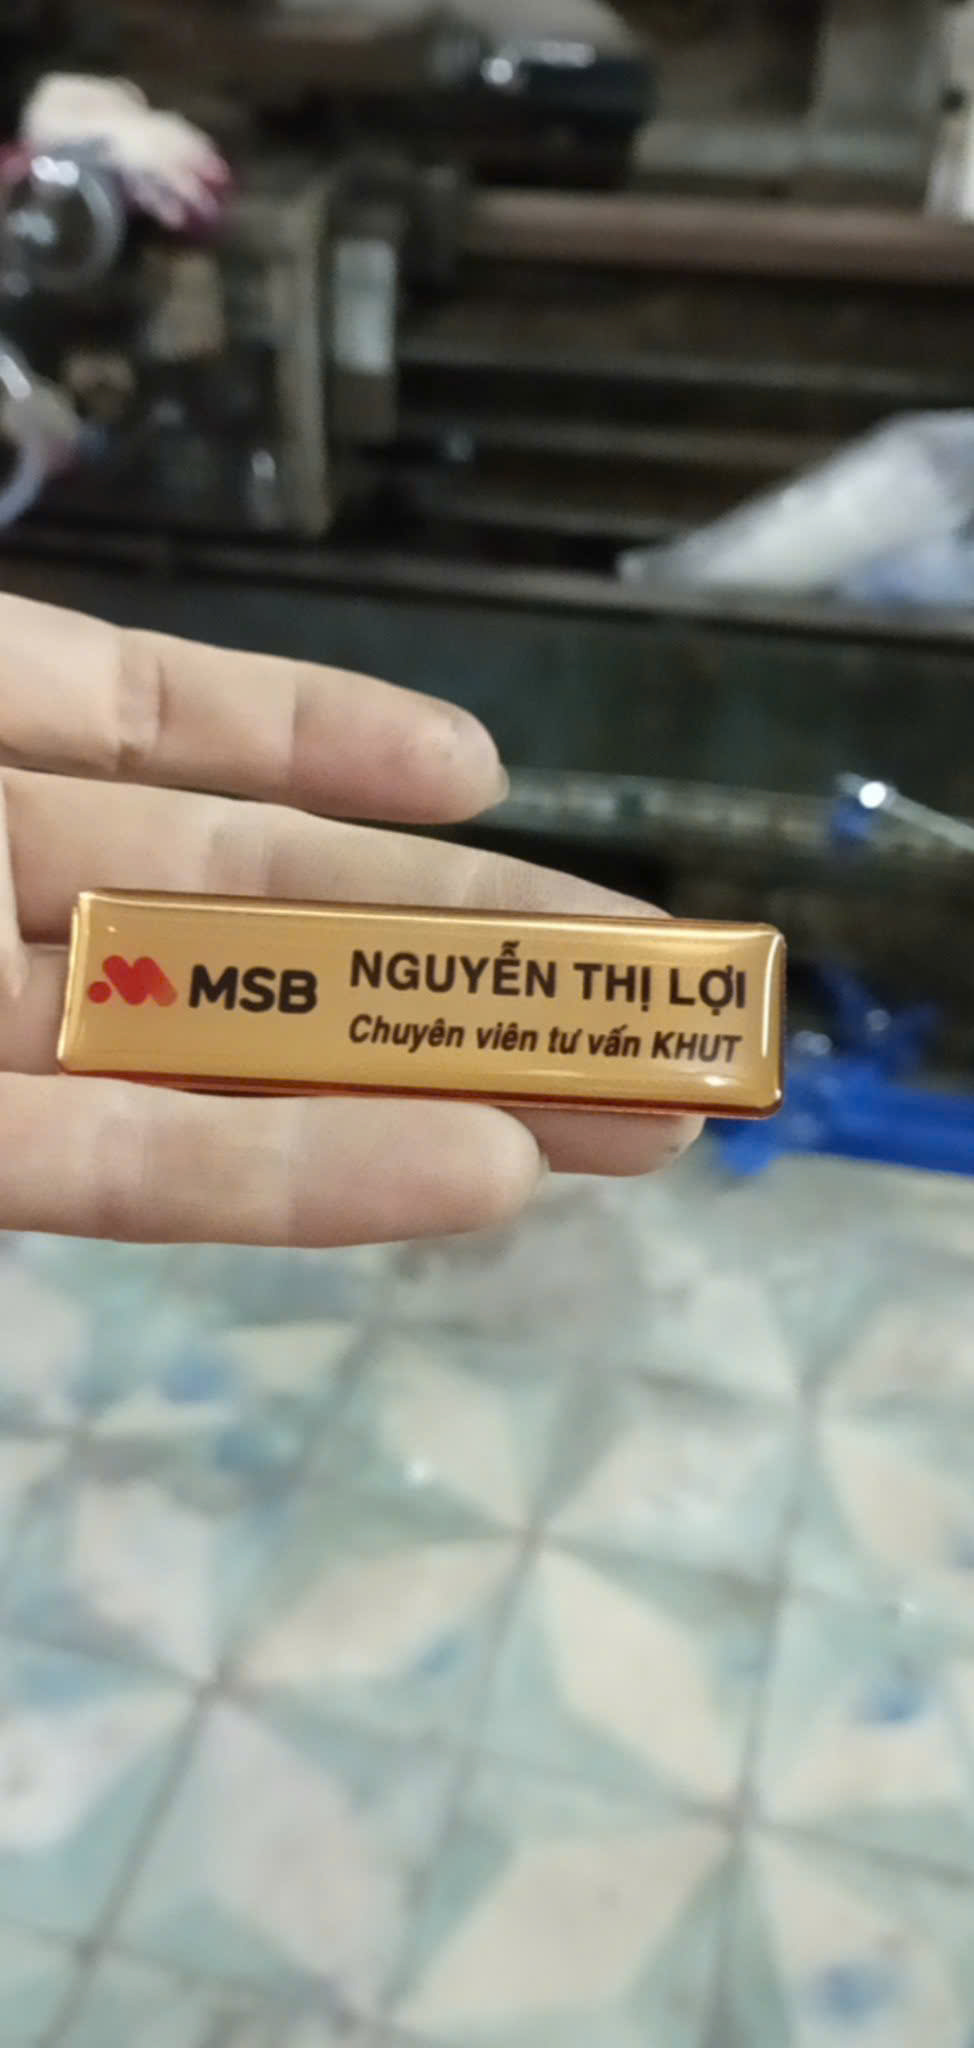 MSB
NGUYỄN THỊ LỢI
Chuyên viên tư vấn KHUT